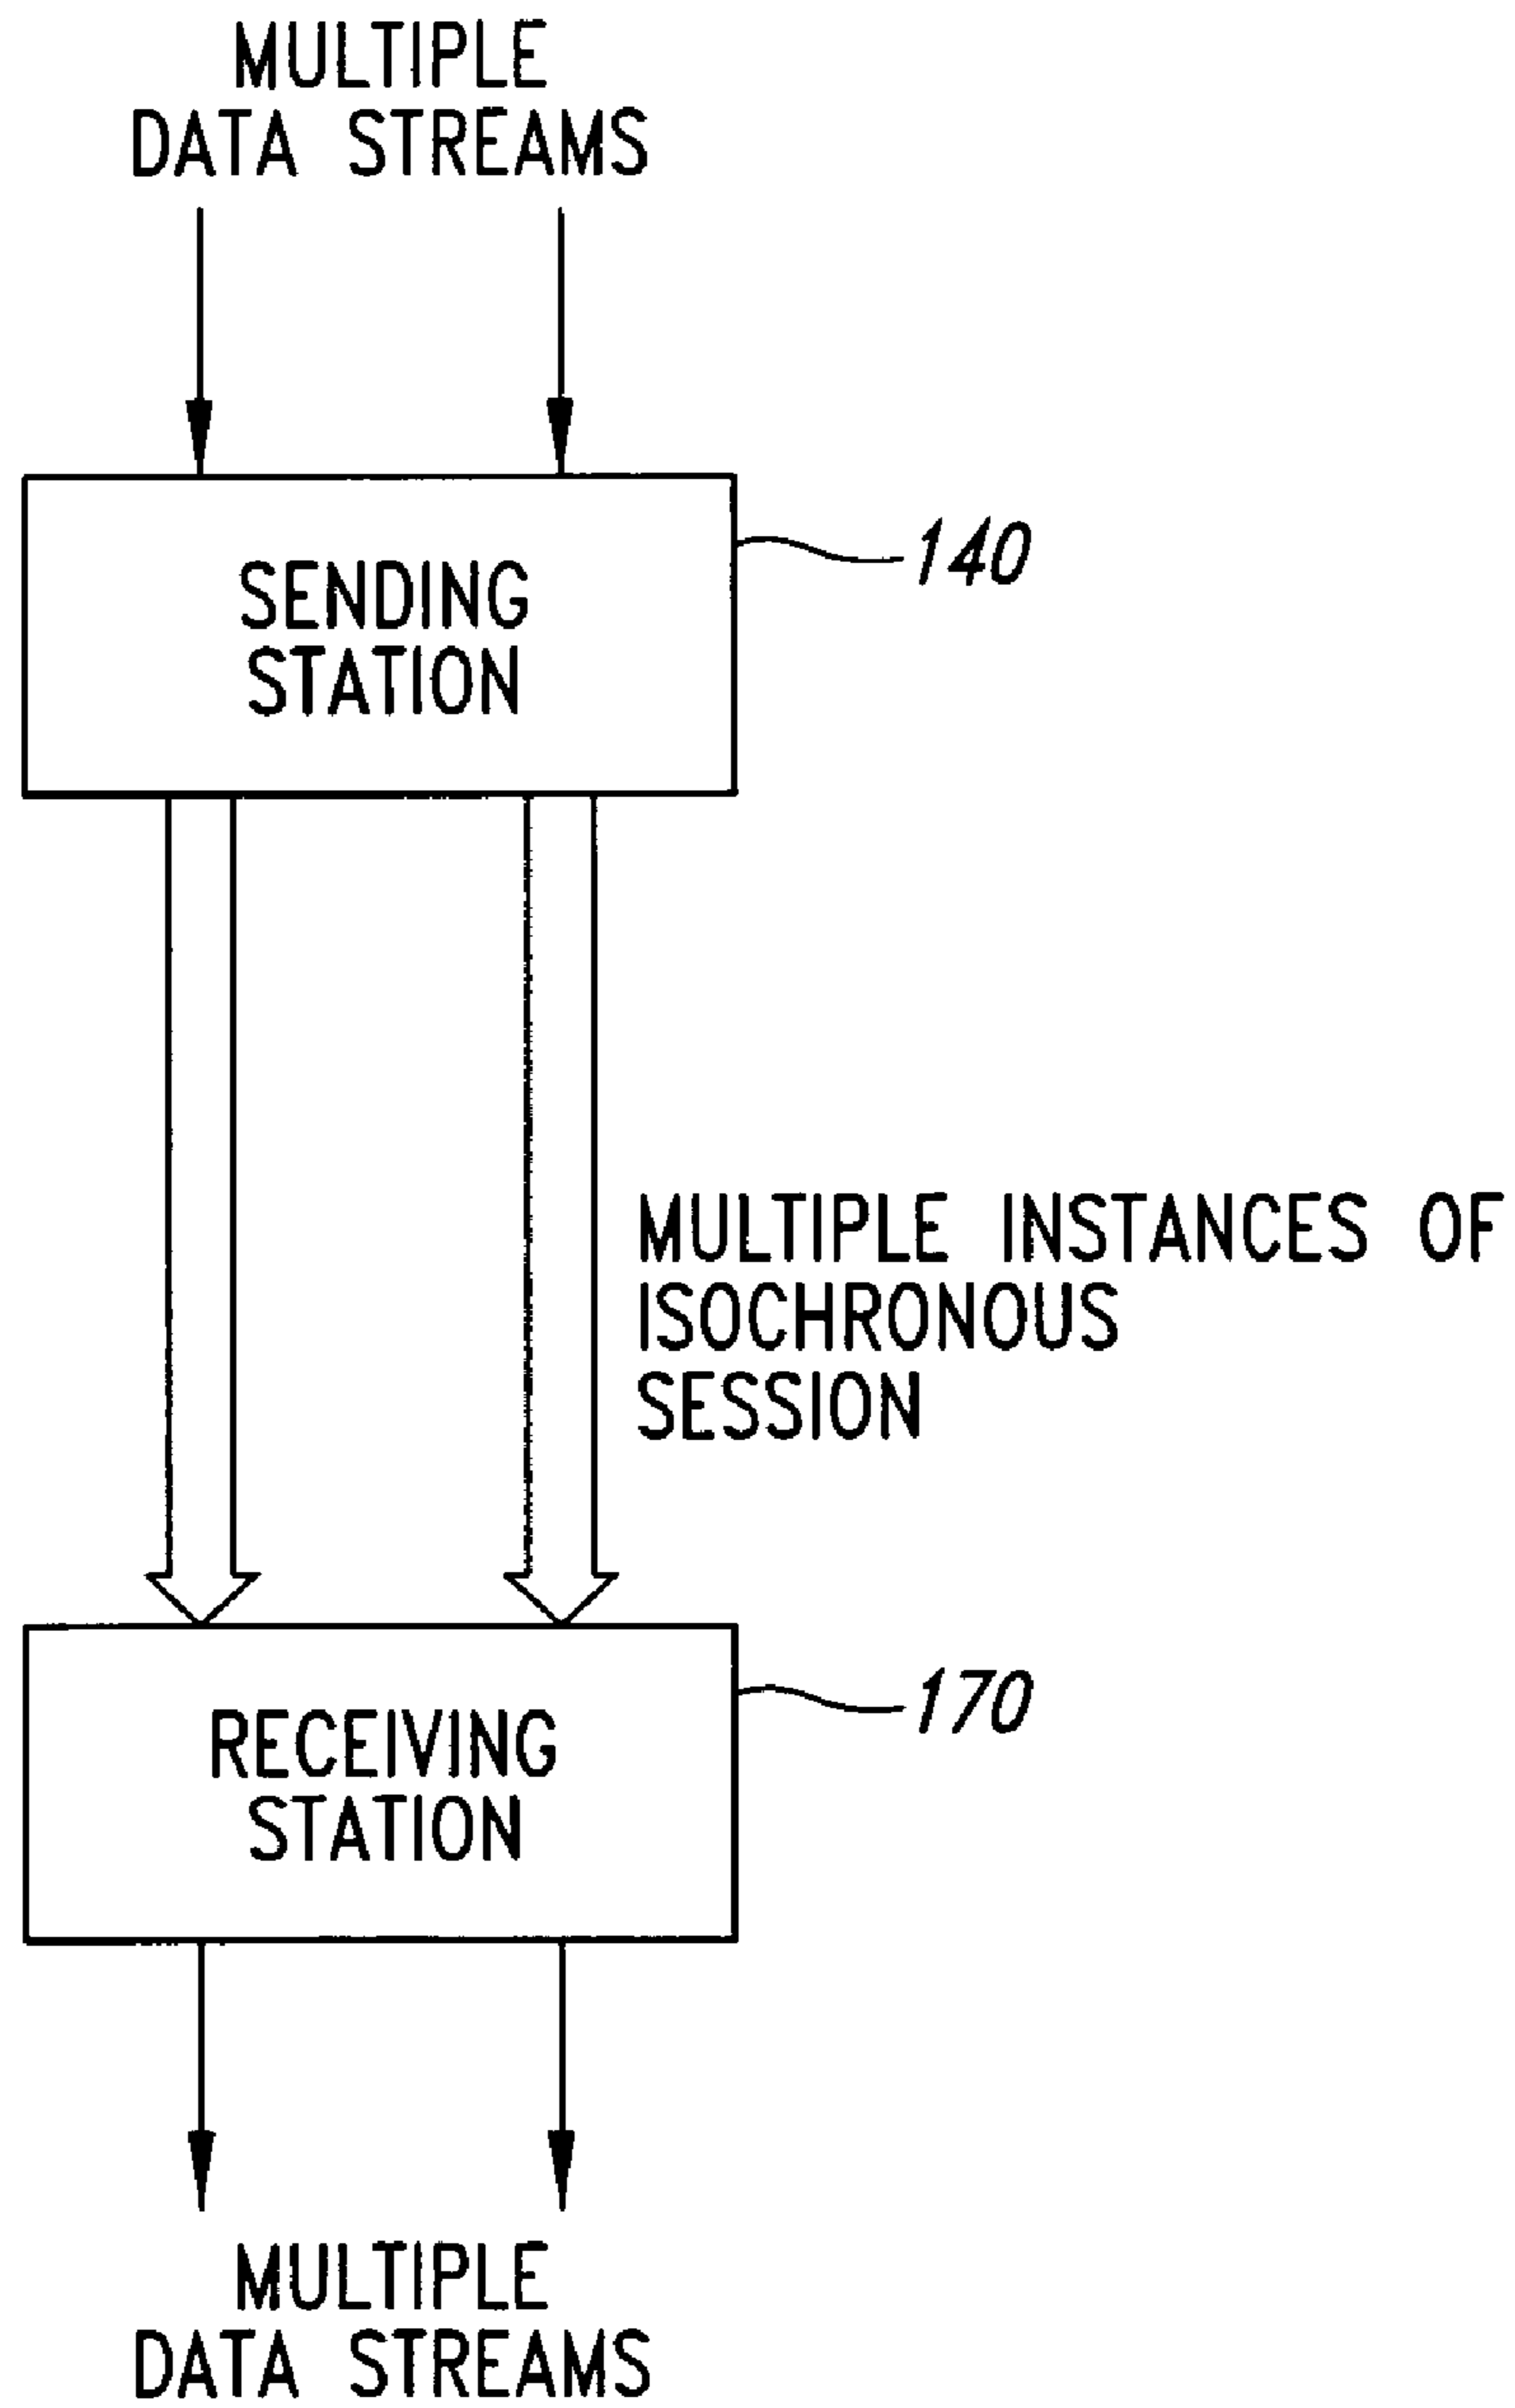 MULTIPLE
DATA STREAMS
SENDING
STATION
140
MULTIPLE INSTANCES OF
ISOCHRONOUS
SESSION
RECEIVING
STATION
170
MULTIPLE
DATA STREAMS